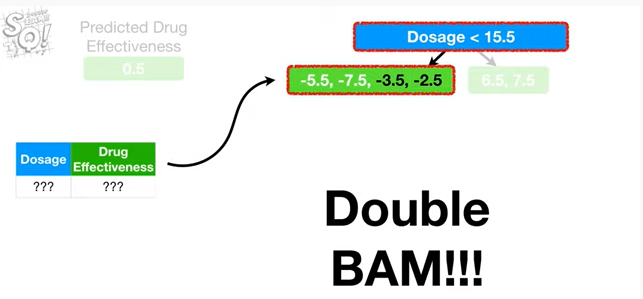 SQ!
Predicted Drug
Effectiveness
0.5
Dosage < 15.5
-5.5, -7.5, -3.5, -2.5
6.5, 7.5
Dosage
Drug
Effectiveness
???
???
Double
BAM!!!